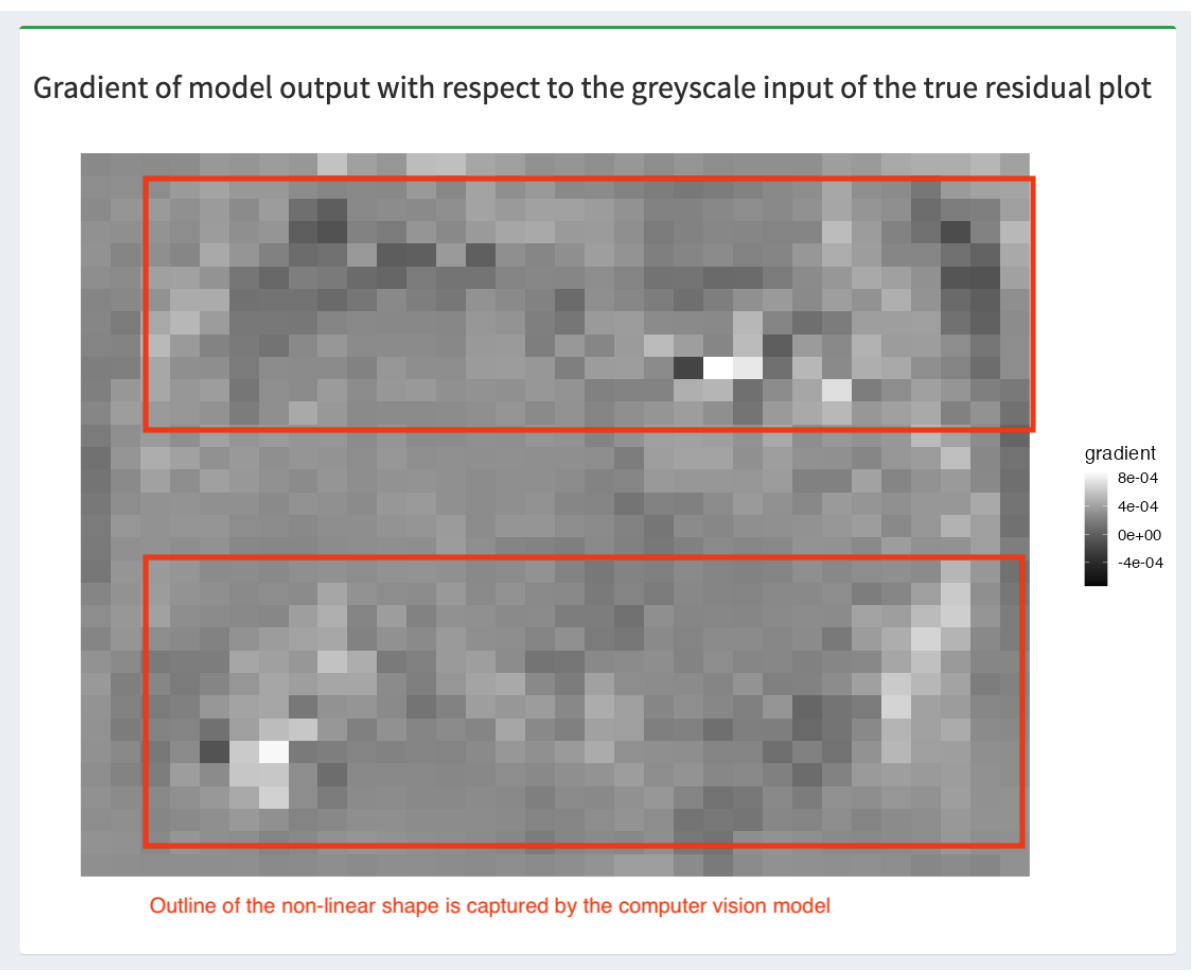 Gradient of model output with respect to the greyscale input of the true residual plot
gradient
8e-04
4e-04
0e+00
-4e-04
Outline of the non-linear shape is captured by the computer vision model